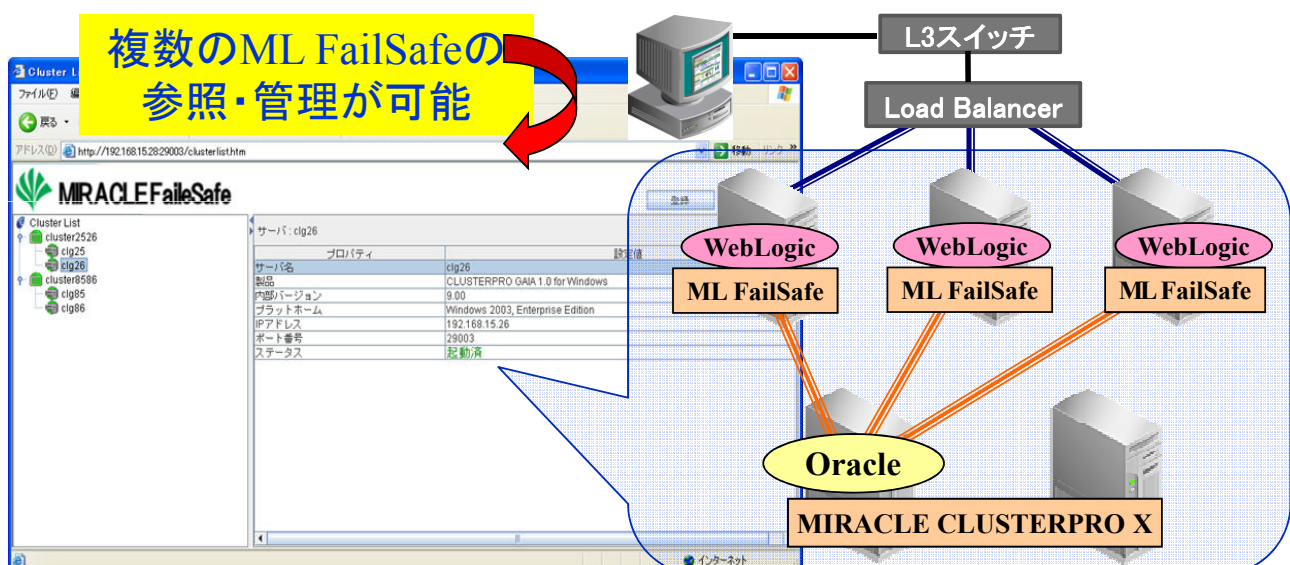 複数のML FailSafeの
参照・管理が可能
Cluster L
ファイル(F)
戻る
アドレス(D) http://192.168.15.28:29003/clusterlist.htm
移動 リンク »
MIRACLE FaileSafe
登録
Cluster List
cluster2526
clg25
clg26
cluster8586
clg85
clg86
サーバ : clg26
プロパティ 設定値
サーバ名 clg26
製品 CLUSTERPRO GAIA 1.0 for Windows
内部バージョン 9.00
プラットホーム Windows 2003, Enterprise Edition
IPアドレス 192.168.15.26
ポート番号 29003
ステータス 起動済
インターネット
L3スイッチ
Load Balancer
WebLogic WebLogic WebLogic
ML FailSafe ML FailSafe ML FailSafe
Oracle
MIRACLE CLUSTERPRO X